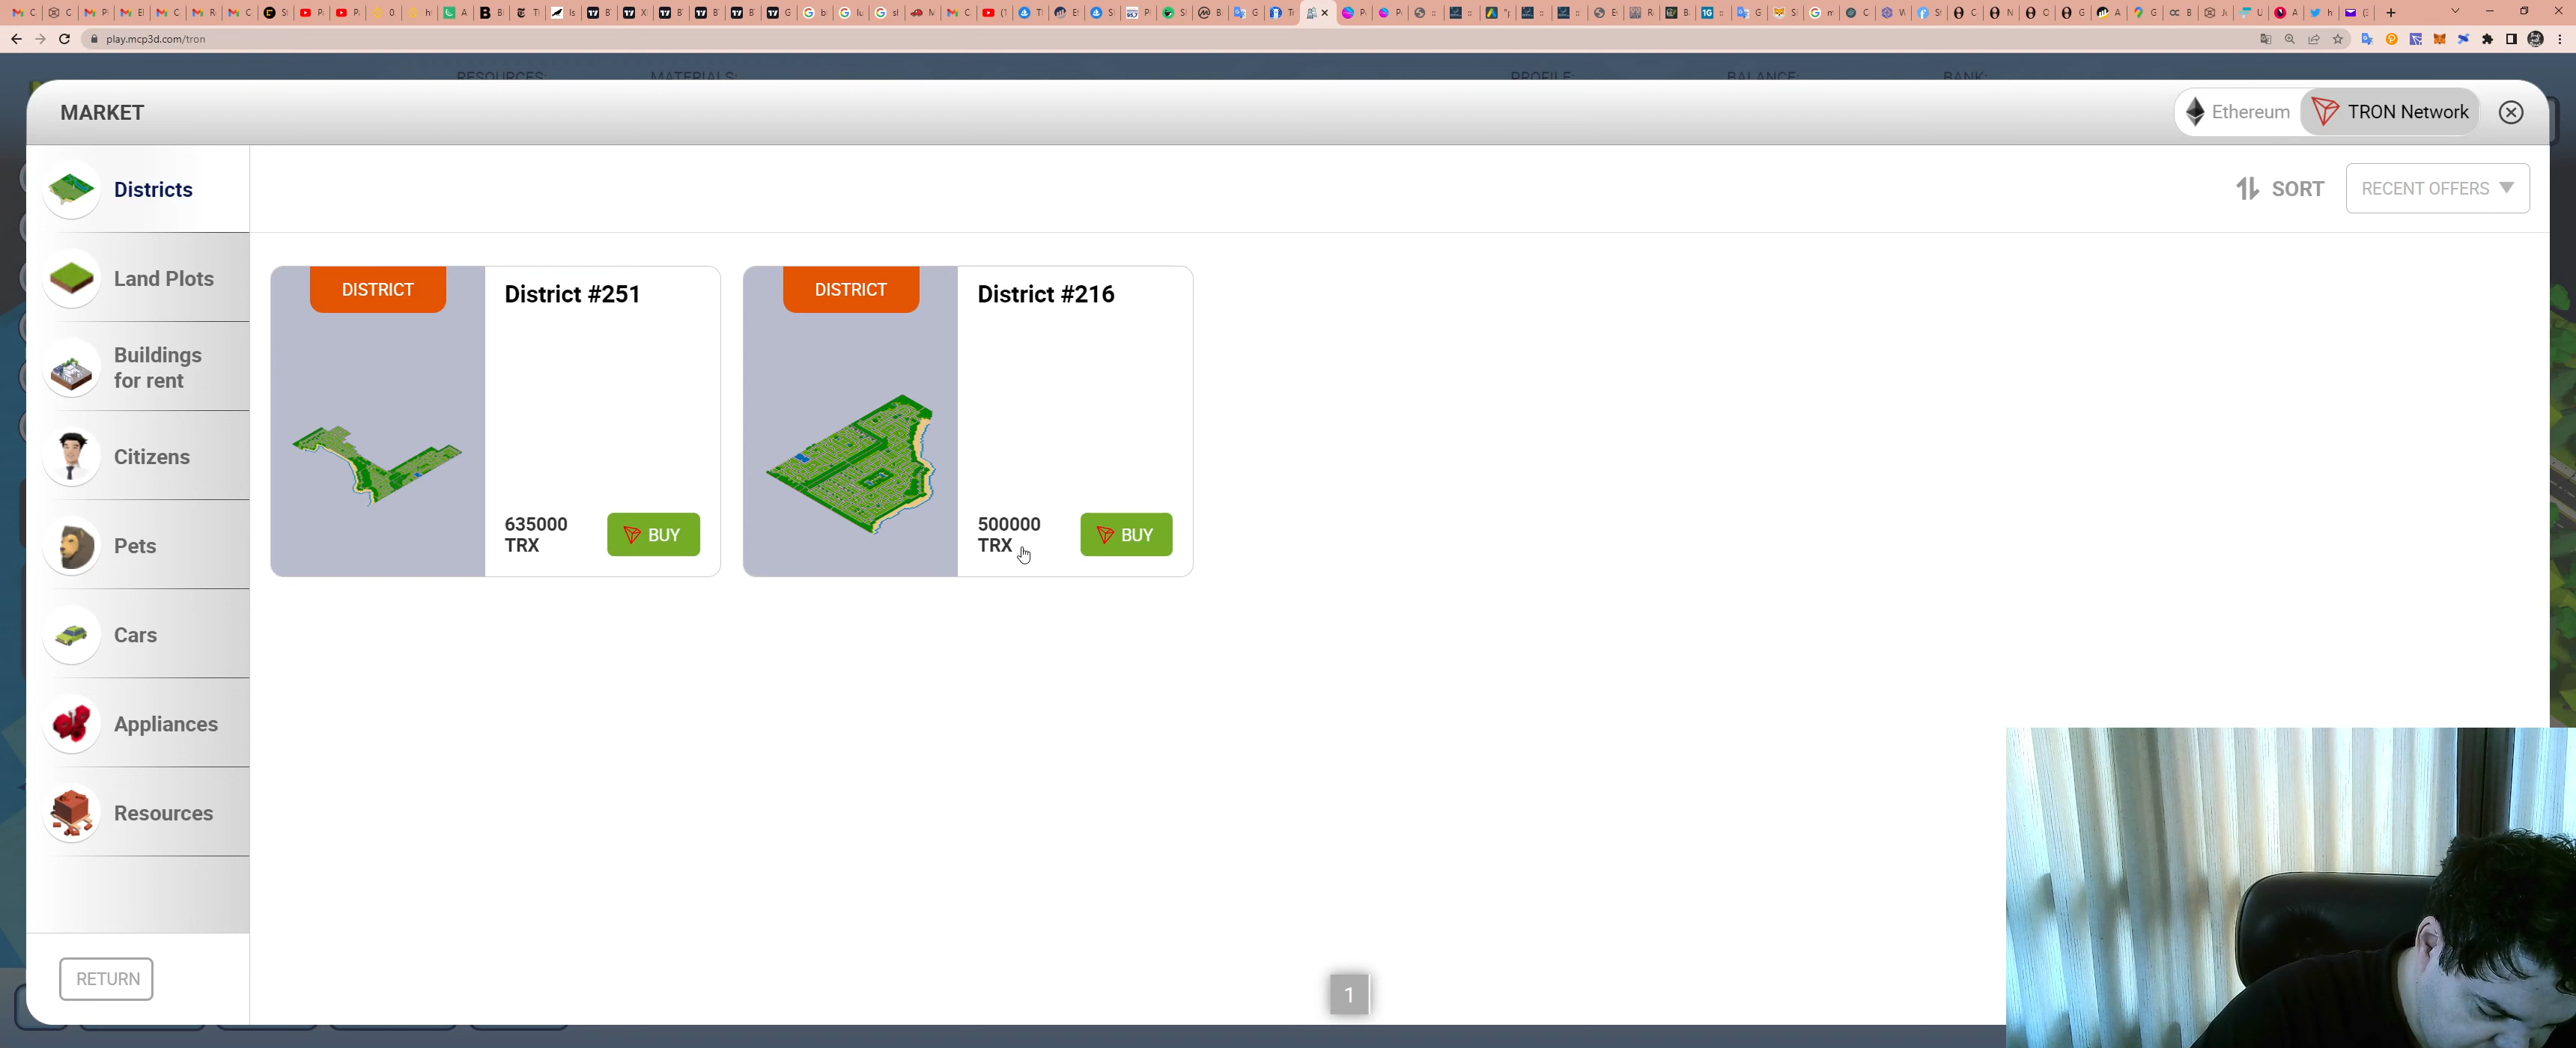 play.mcp3d.com/tron
RESOURCES: MATERIALS: PROFILE: BALANCE: BANK:
MARKET
Ethereum TRON Network
Districts
SORT RECENT OFFERS
Land Plots
Buildings
for rent
Citizens
Pets
Cars
Appliances
Resources
RETURN
DISTRICT
District #251
635000
TRX
BUY
DISTRICT
District #216
500000
TRX
BUY
1